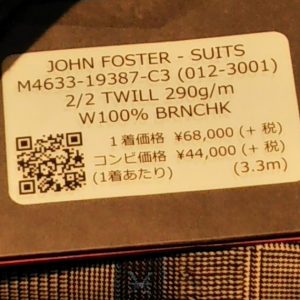 JOHN FOSTER - SUITS
M4633-19387-C3 (012-3001)
2/2 TWILL 290g/m
W100% BRNCHK
1着価格 ¥68,000 (+ 税)
コンビ価格 ¥44,000 (+ 税)
(1着あたり) (3.3m)